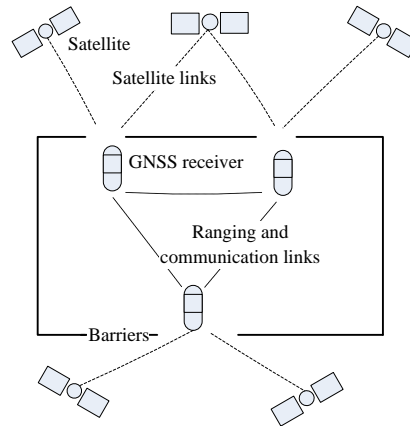 Satellite
Satellite links
GNSS receiver
Ranging and
communication links
Barriers